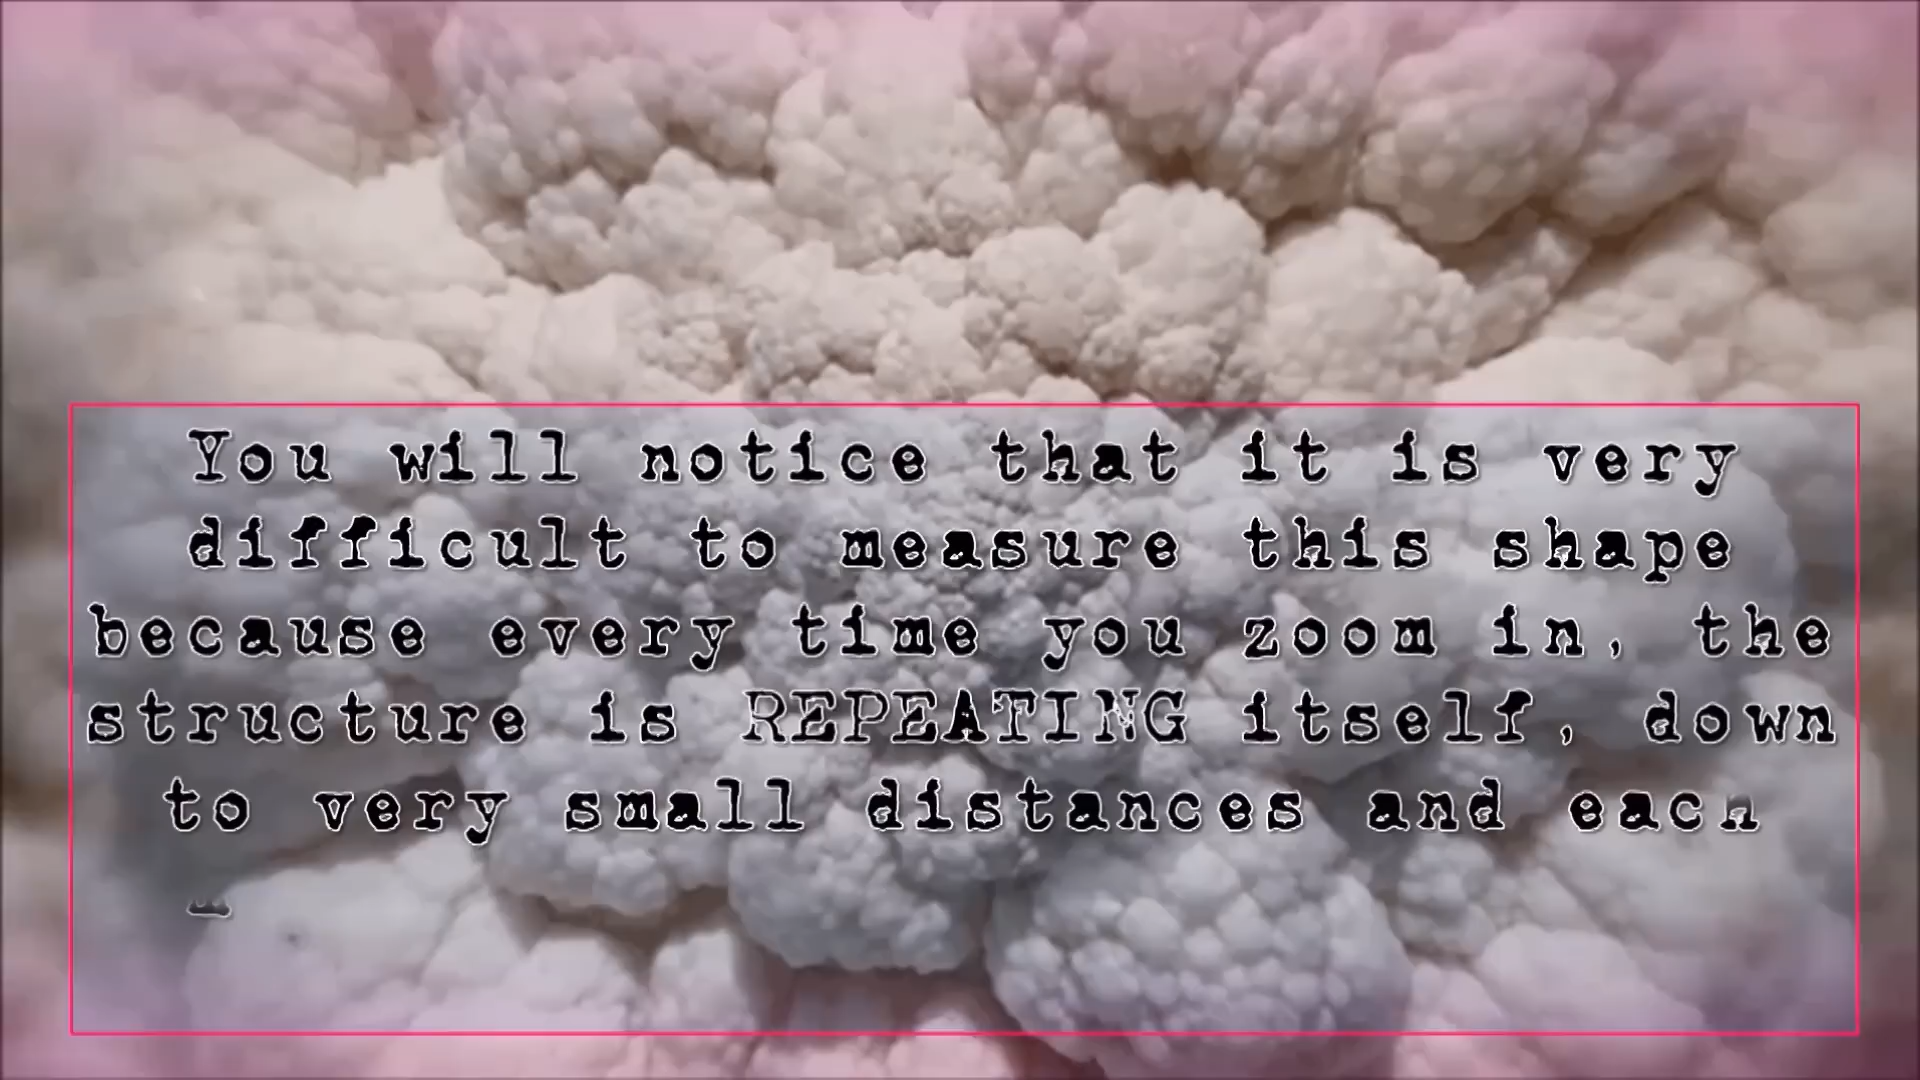 You will notice that it is very
difficult to measure this shape
because every time you zoom in, the
structure is REPEATING itself, down
to very small distances and each